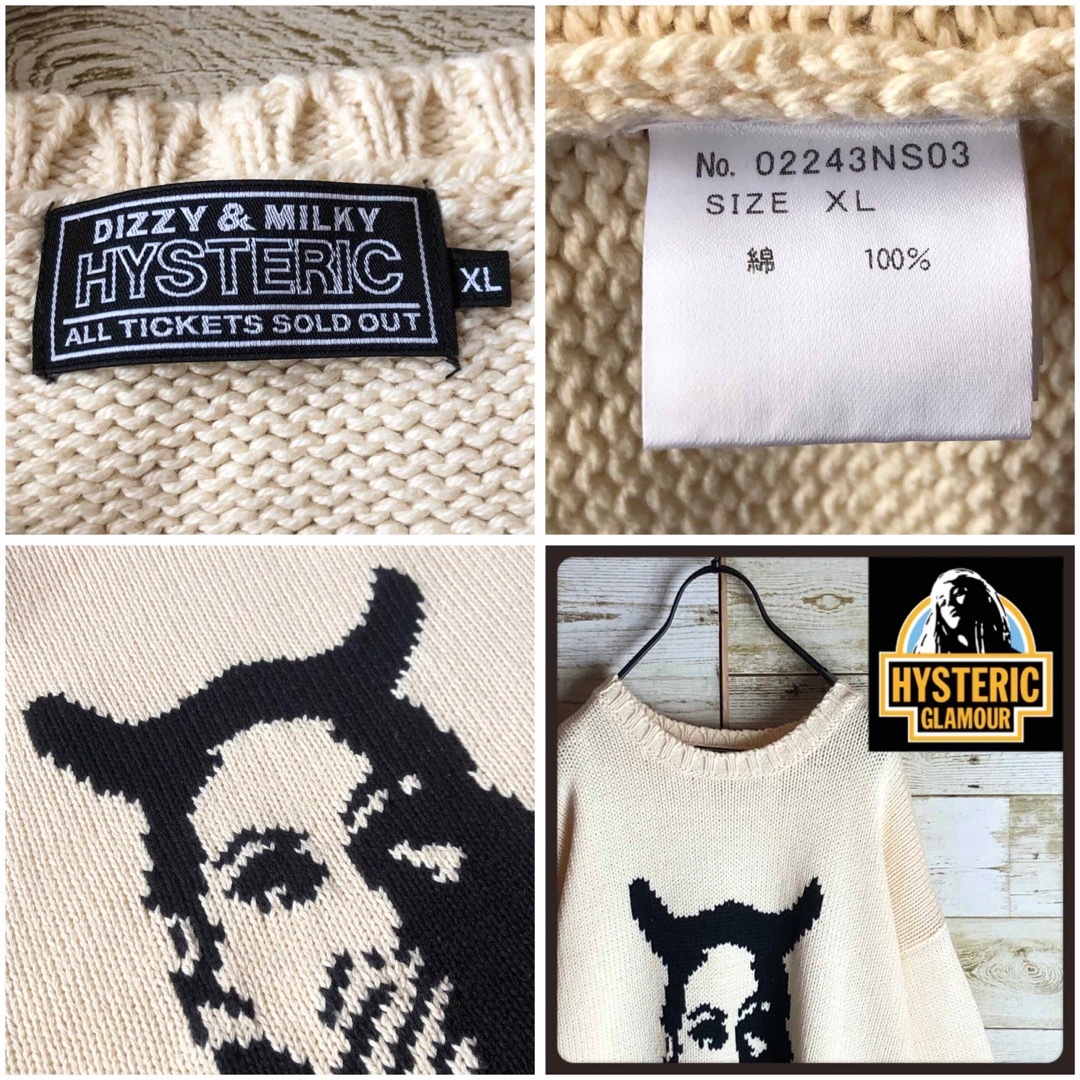 DIZZY & MILKY
HYSTERIC
ALL TICKETS SOLD OUT
XL
No. 02243NS03
SIZE XL
綿 100%
HYSTERIC
GLAMOUR